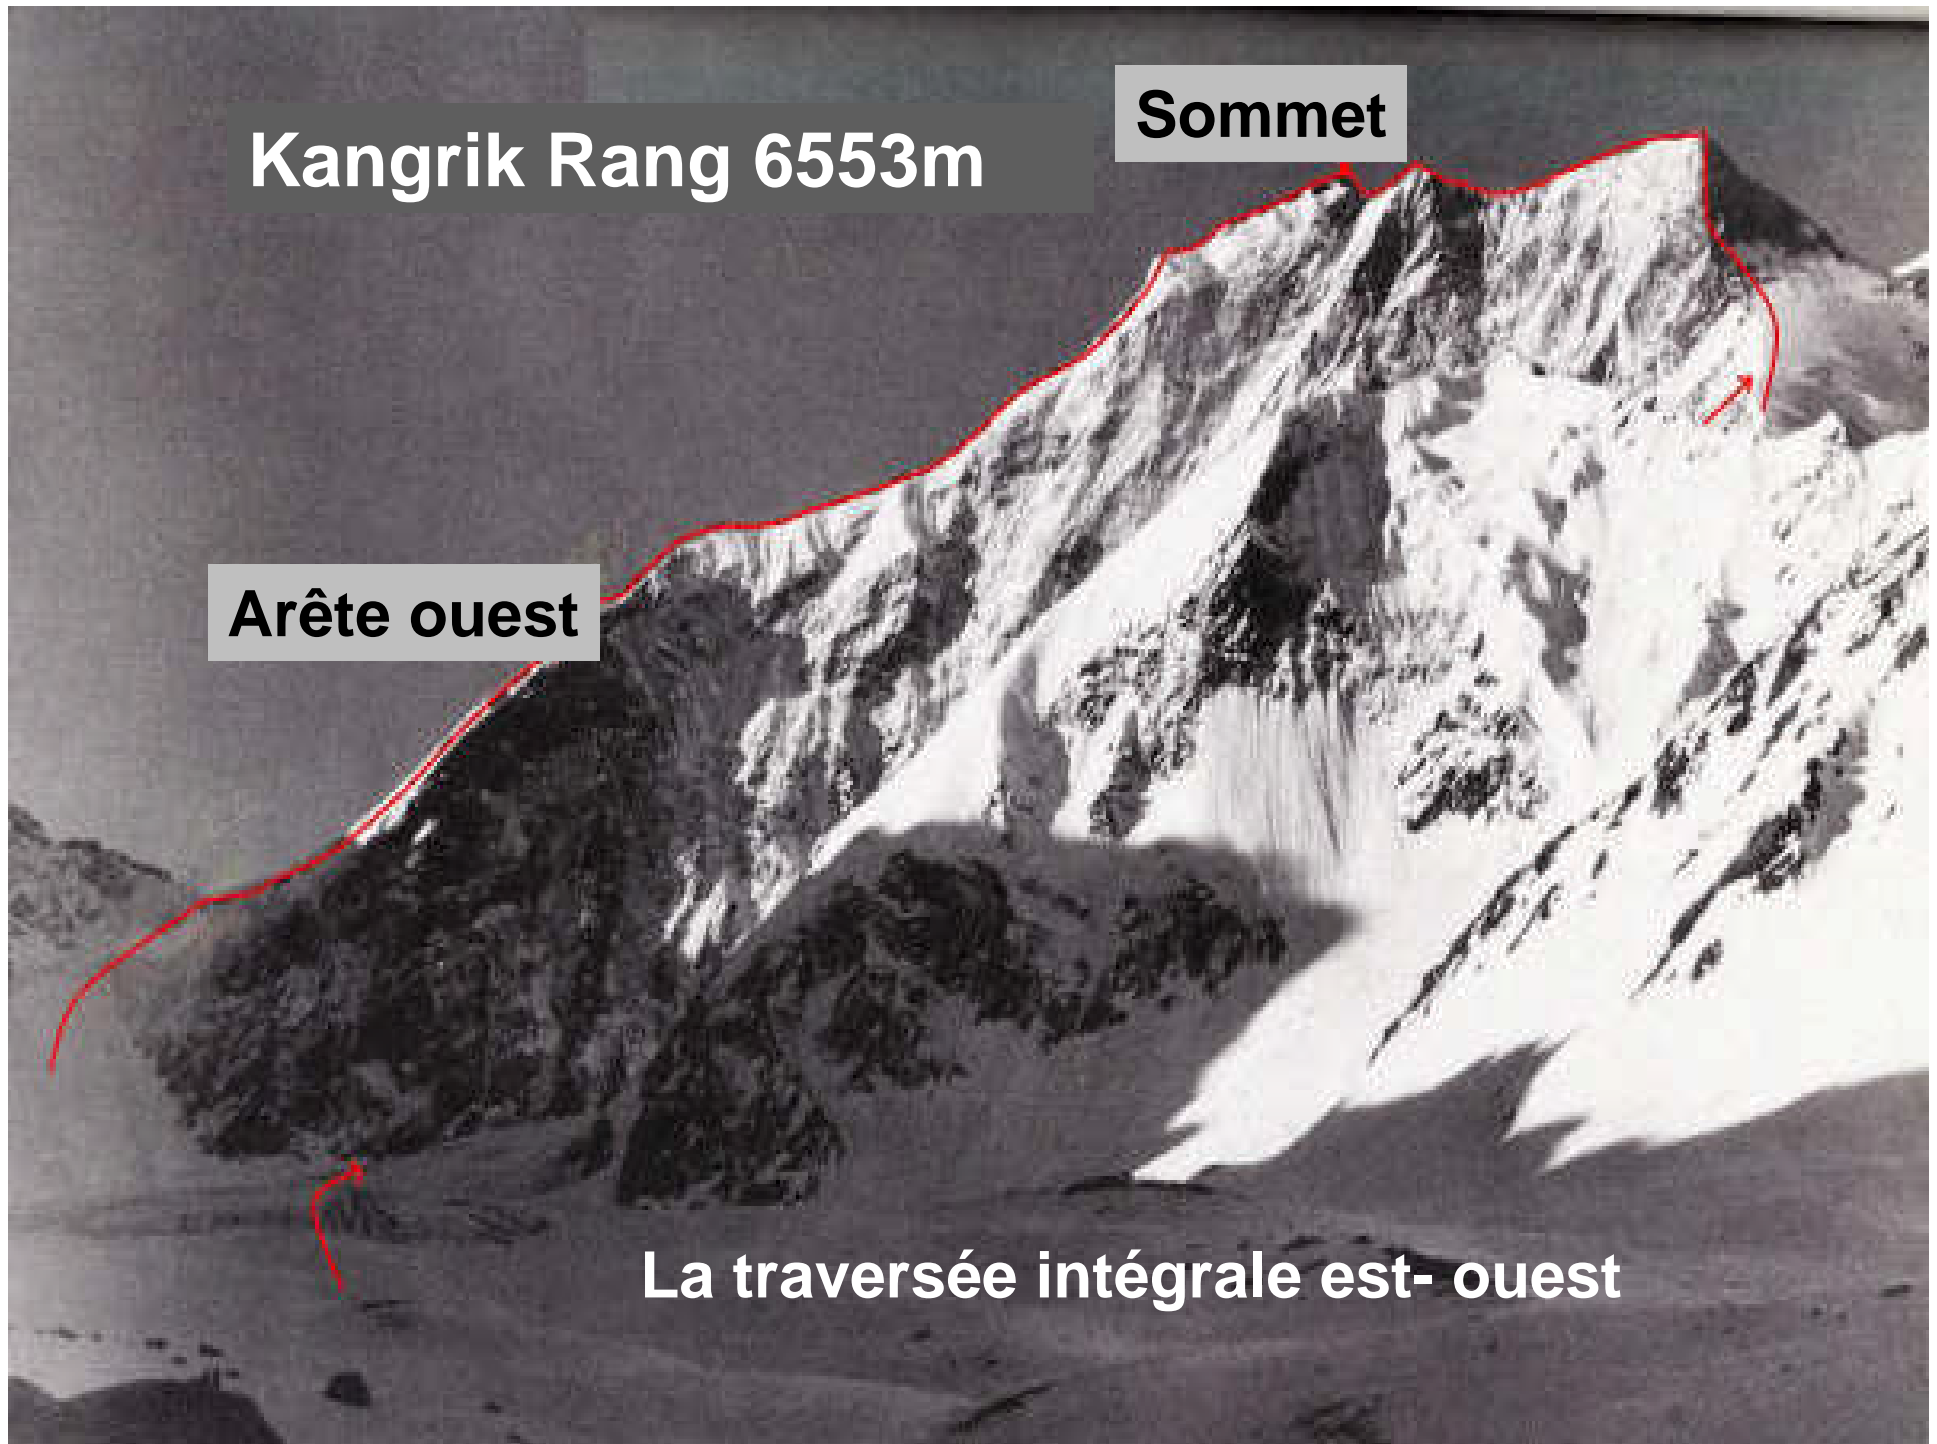 Sommet
Kangrik Rang 6553m
Arête ouest
La traversée intégrale est- ouest